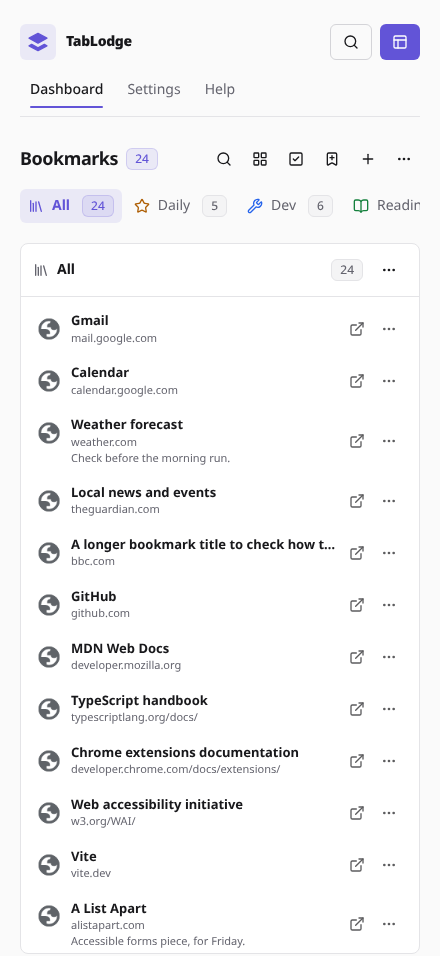 TabLodge
Dashboard Settings Help
Bookmarks 24
All 24 Daily 5 Dev 6 Readin
All 24
Gmail
mail.google.com
Calendar
calendar.google.com
Weather forecast
weather.com
Check before the morning run.
Local news and events
theguardian.com
A longer bookmark title to check how t...
bbc.com
GitHub
github.com
MDN Web Docs
developer.mozilla.org
TypeScript handbook
typescriptlang.org/docs/
Chrome extensions documentation
developer.chrome.com/docs/extensions/
Web accessibility initiative
w3.org/WAI/
Vite
vite.dev
A List Apart
alistapart.com
Accessible forms piece, for Friday.